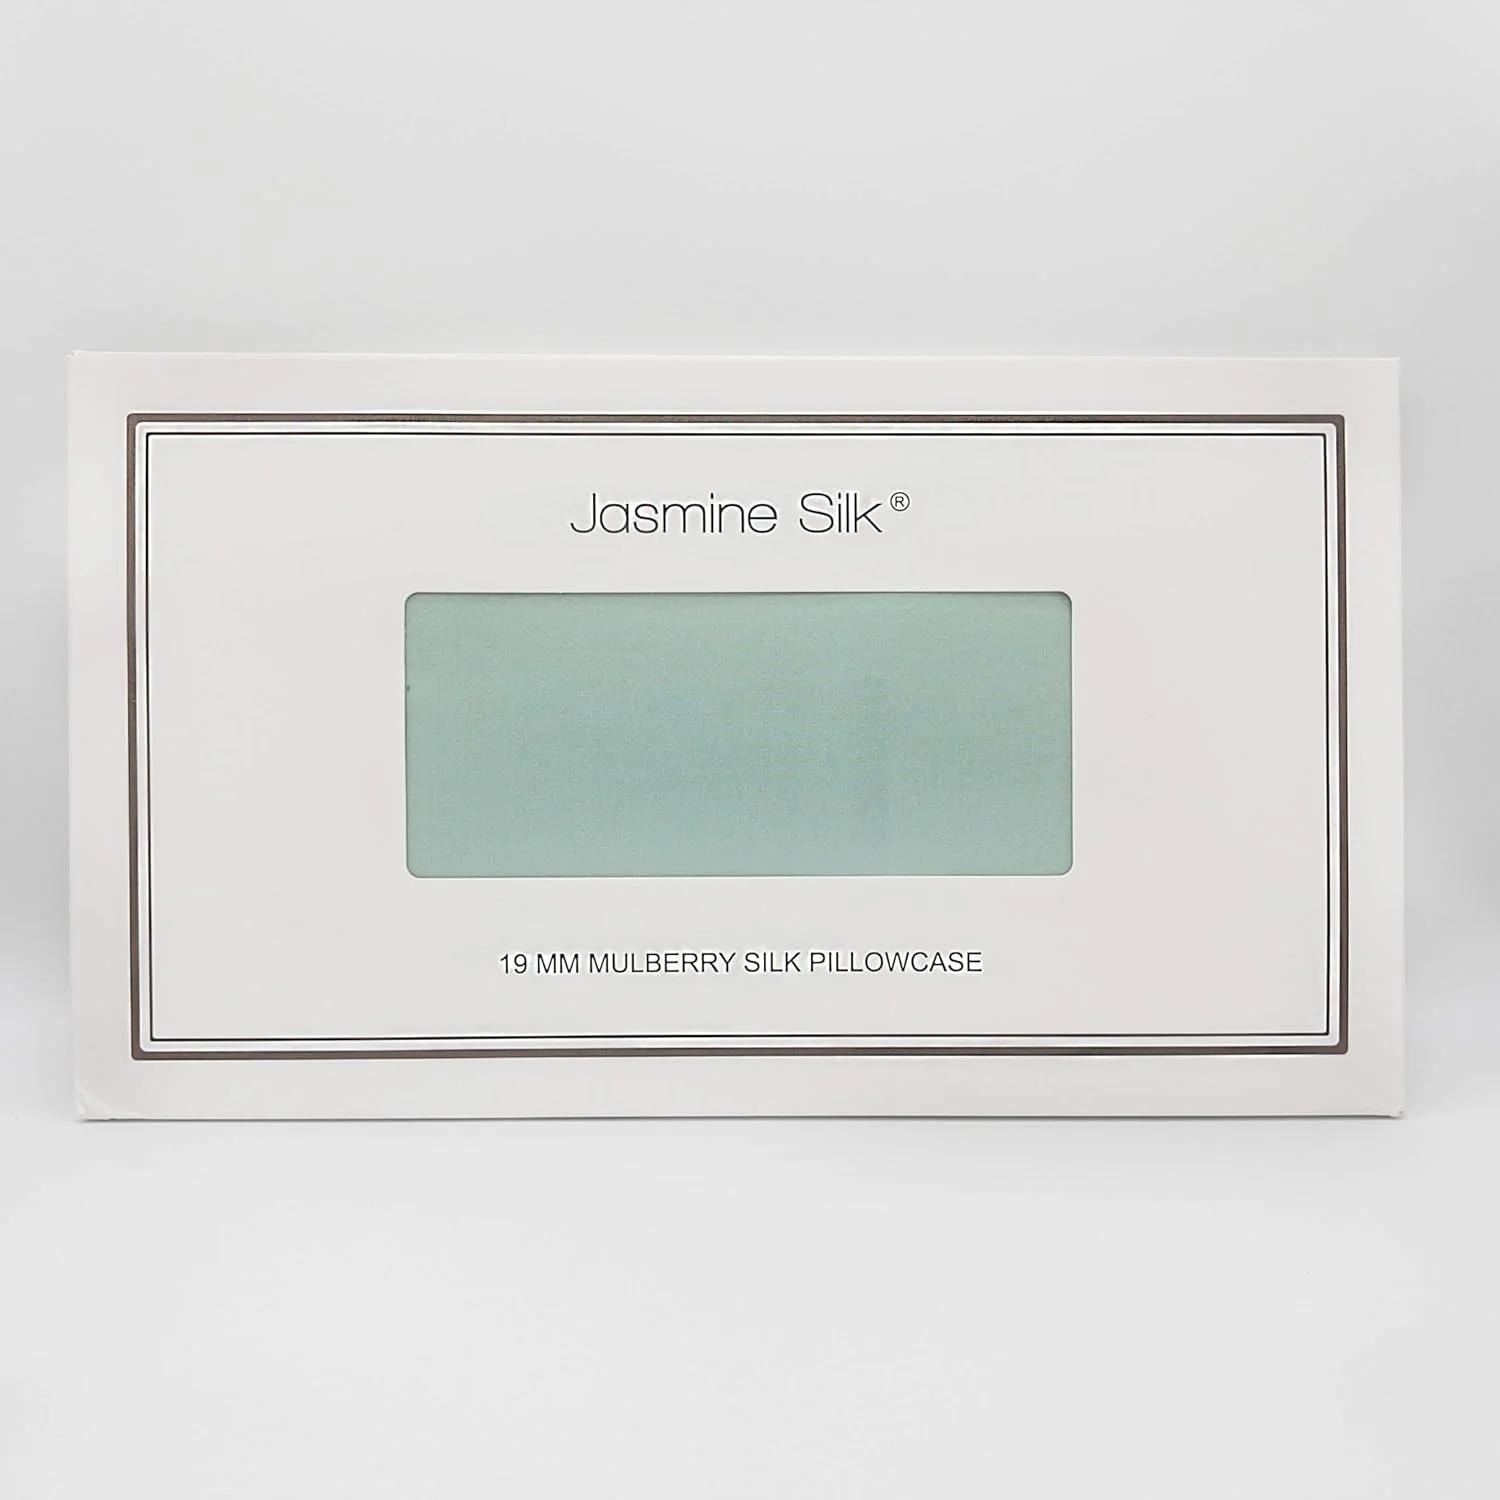 Jasmine Silk®
19 MM MULBERRY SILK PILLOWCASE